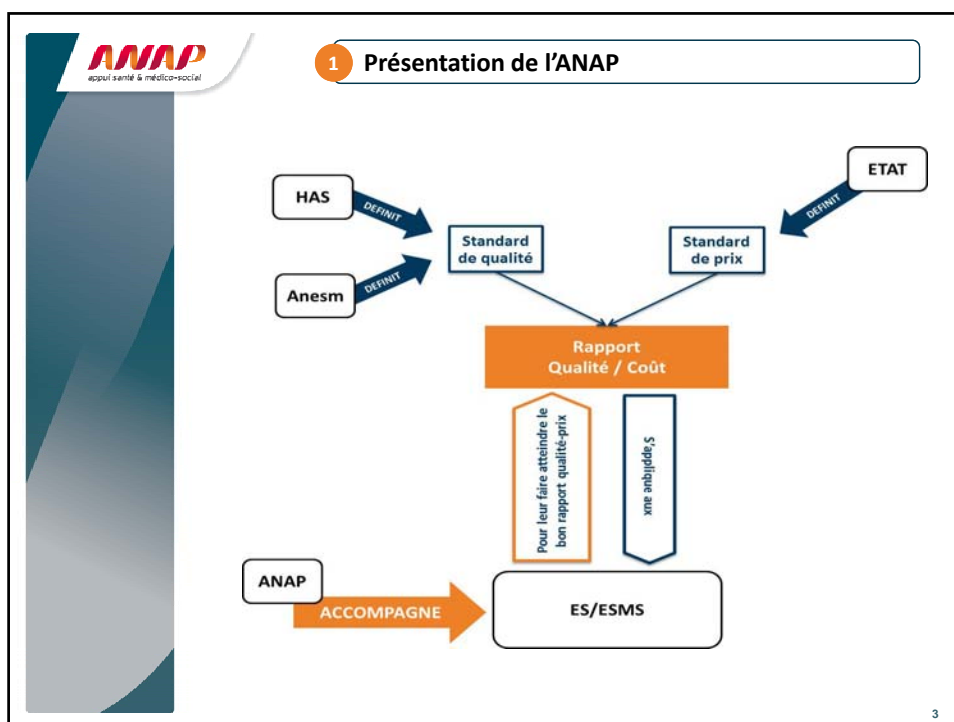 ANAP
appui santé & médico-social
1 Présentation de l'ANAP
HAS
DEFINIT
Anesm
DEFINIT
Standard
de qualité
ETAT
DEFINIT
Standard
de prix
Rapport
Qualité / Coût
Pour leur faire atteindre le
bon rapport qualité-prix
S'applique aux
ANAP
ACCOMPAGNE
ES/ESMS
3